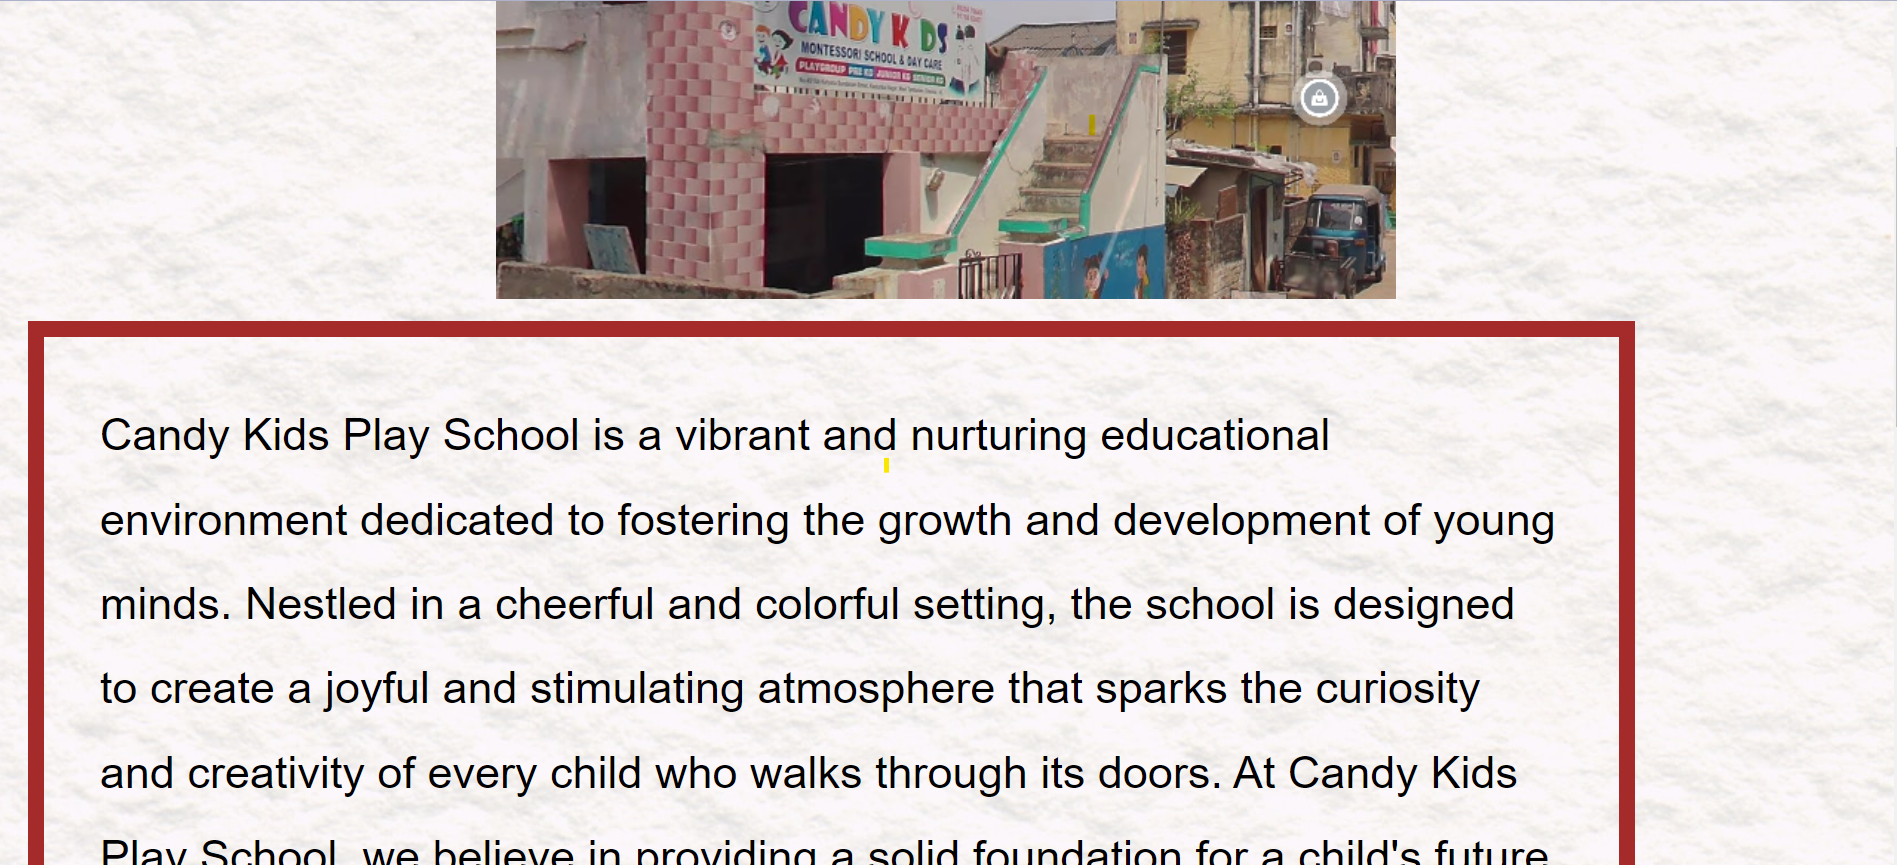 CANDY KIDS
MONTESSORI SCHOOL & DAY CARE
PLAYGROUP PRE KG JUNIOR KG SENIOR KG
Candy Kids Play School is a vibrant and nurturing educational
environment dedicated to fostering the growth and development of young
minds. Nestled in a cheerful and colorful setting, the school is designed
to create a joyful and stimulating atmosphere that sparks the curiosity
and creativity of every child who walks through its doors. At Candy Kids
Play School, we believe in providing a solid foundation for a child's future